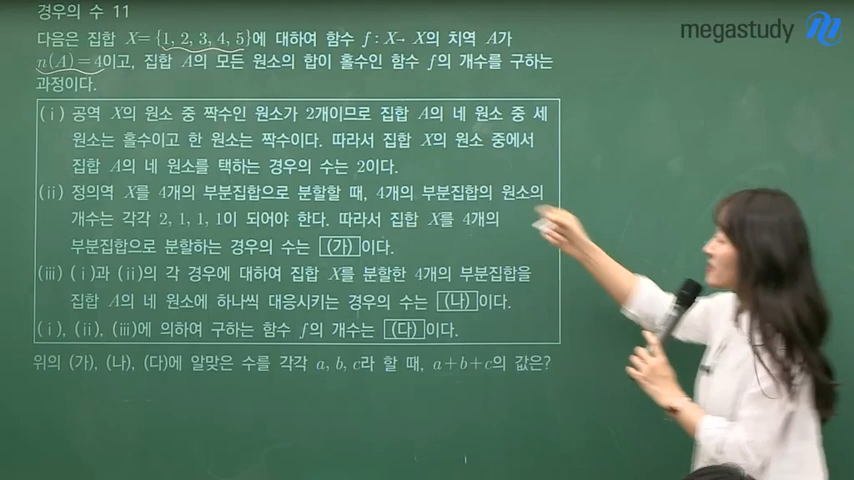 경우의 수 11
megastudy
다음은 집합 X={1, 2, 3, 4, 5}에 대하여 함수 f : X→ X의 치역 A가
n(A)=4이고, 집합 A의 모든 원소의 합이 홀수인 함수 f의 개수를 구하는
과정이다.
(ⅰ) 공역 X의 원소 중 짝수인 원소가 2개이므로 집합 A의 네 원소 중 세
원소는 홀수이고 한 원소는 짝수이다. 따라서 집합 X의 원소 중에서
집합 A의 네 원소를 택하는 경우의 수는 2이다.
(ⅱ) 정의역 X를 4개의 부분집합으로 분할할 때, 4개의 부분집합의 원소의
개수는 각각 2, 1, 1, 1이 되어야 한다. 따라서 집합 X를 4개의
부분집합으로 분할하는 경우의 수는 (가)이다.
(ⅲ) (ⅰ)과 (ⅱ)의 각 경우에 대하여 집합 X를 분할한 4개의 부분집합을
집합 A의 네 원소에 하나씩 대응시키는 경우의 수는 (나)이다.
(ⅰ), (ⅱ), (ⅲ)에 의하여 구하는 함수 f의 개수는 (다)이다.
위의 (가), (나), (다)에 알맞은 수를 각각 a, b, c라 할 때, a+b+c의 값은?